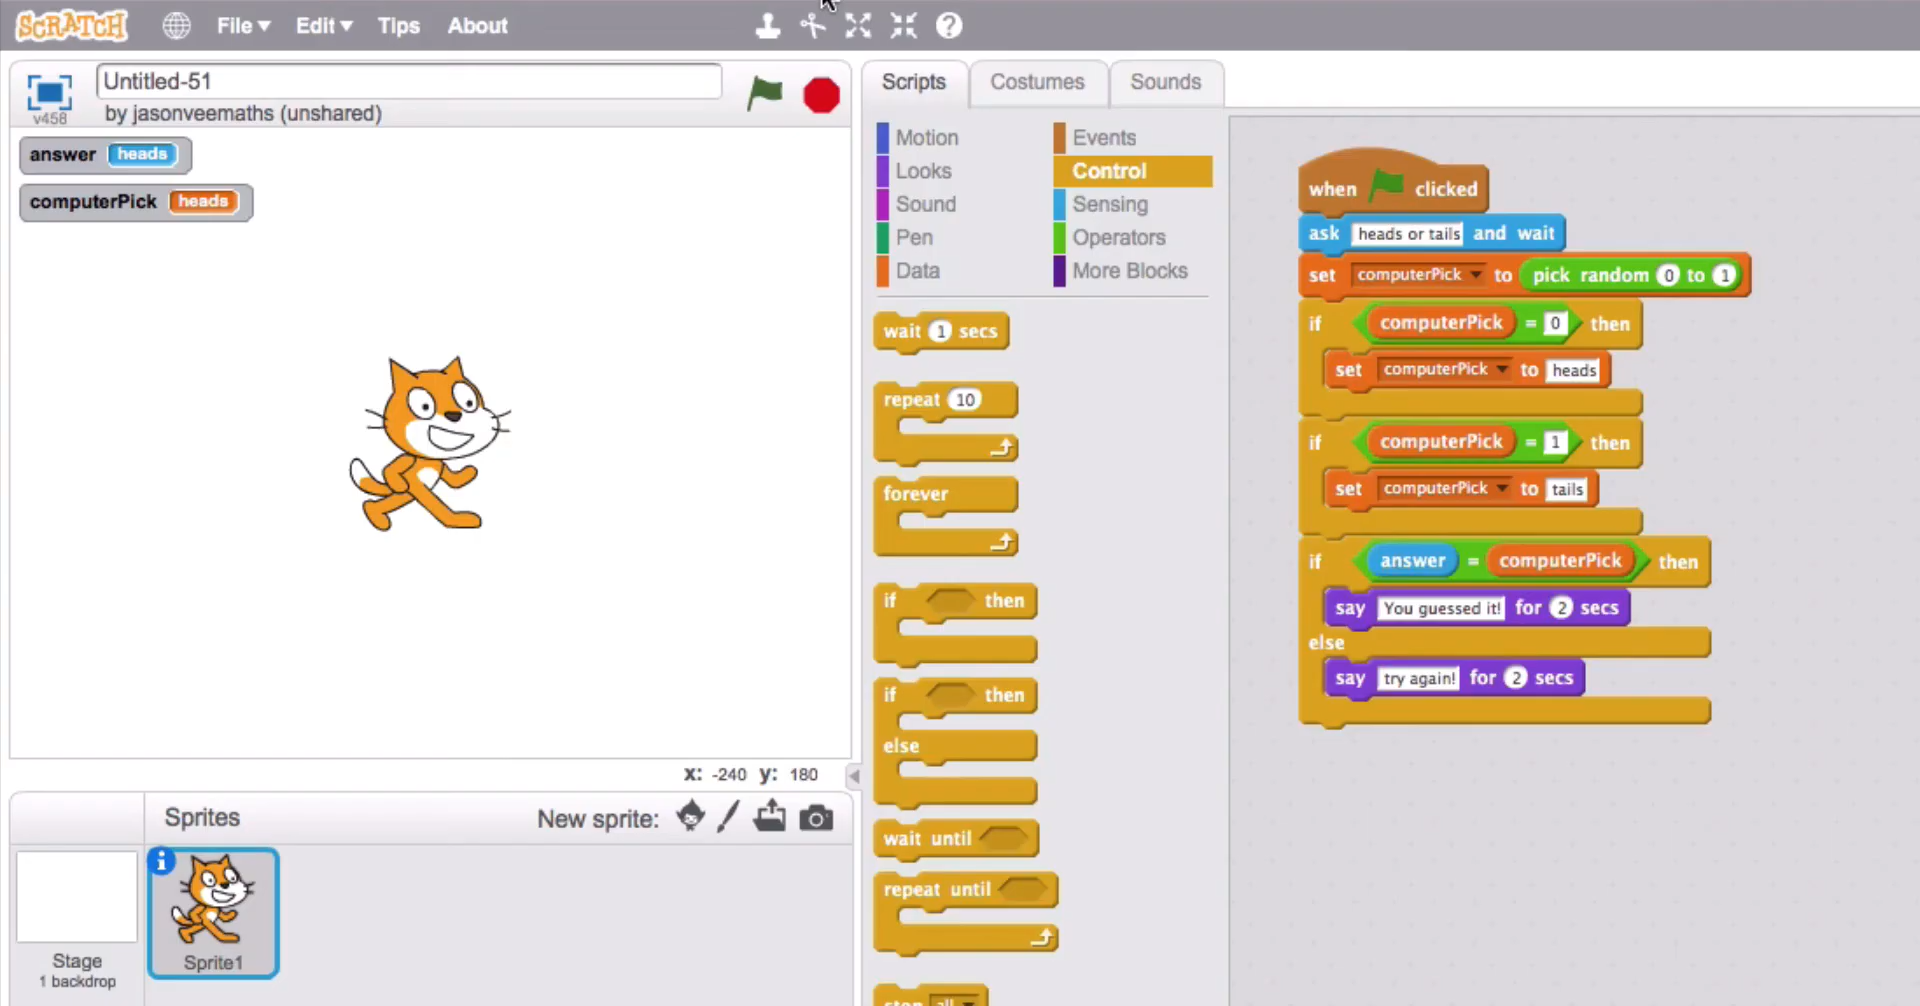 SCRATCH File Edit Tips About
Untitled-51
v458
by jasonveemaths (unshared)
answer heads
computerPick heads
x: -240 y: 180
Sprites New sprite:
Stage
1 backdrop
Sprite1
Scripts Costumes Sounds
Motion Events
Looks Control
Sound Sensing
Pen Operators
Data More Blocks
wait 1 secs
repeat 10
forever
if then
if then
else
wait until
repeat until
stop all
when clicked
ask heads or tails and wait
set computerPick to pick random 0 to 1
if computerPick = 0 then
set computerPick to heads
if computerPick = 1 then
set computerPick to tails
if answer = computerPick then
say You guessed it! for 2 secs
else
say try again! for 2 secs